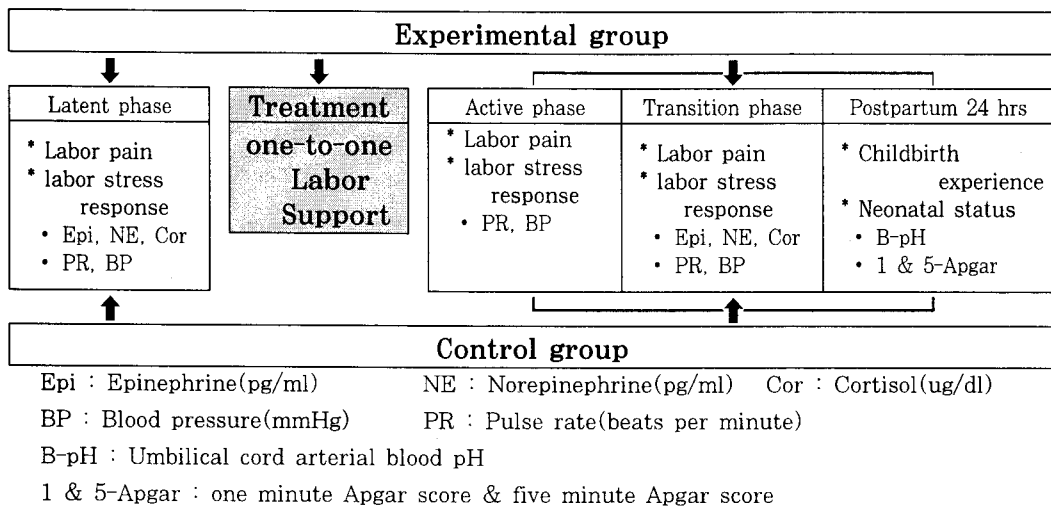 Experimental group
Latent phase
* Labor pain
* labor stress
response
• Epi, NE, Cor
• PR, BP
Treatment
one-to-one
Labor
Support
Active phase
* Labor pain
* labor stress
response
• PR, BP
Transition phase
* Labor pain
* labor stress
response
• Epi, NE, Cor
• PR, BP
Postpartum 24 hrs
* Childbirth
experience
* Neonatal status
• B-pH
• 1 & 5-Apgar
Control group
Epi : Epinephrine(pg/ml) NE : Norepinephrine(pg/ml) Cor : Cortisol(ug/dl)
BP : Blood pressure(mmHg) PR : Pulse rate(beats per minute)
B-pH : Umbilical cord arterial blood pH
1 & 5-Apgar : one minute Apgar score & five minute Apgar score